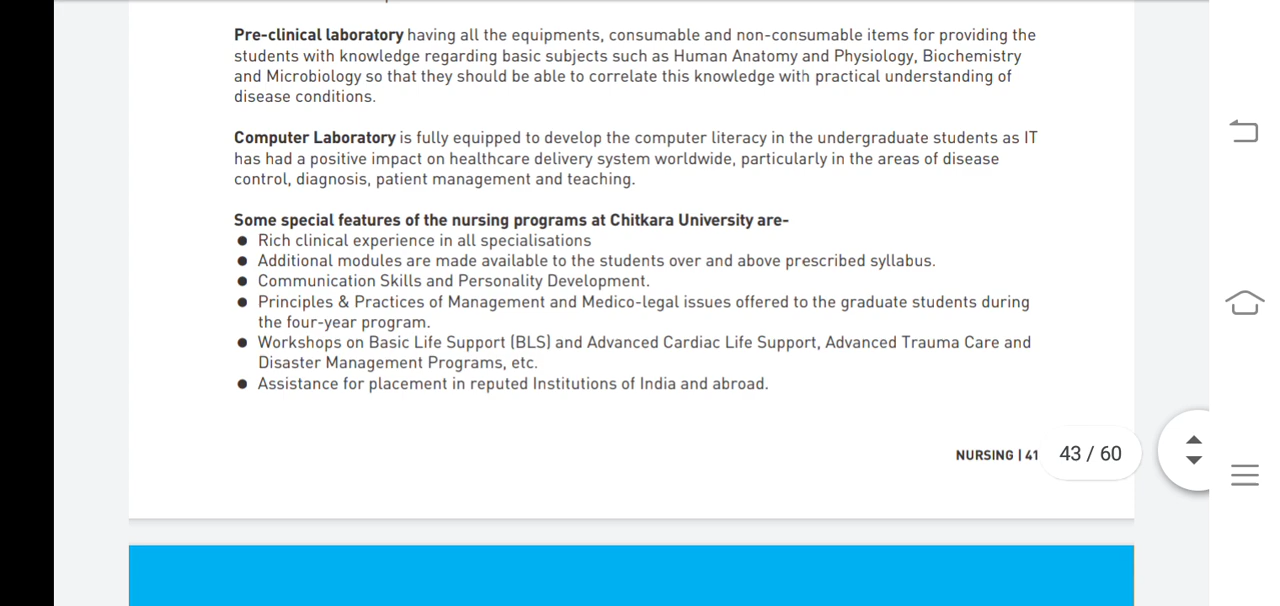 Pre-clinical laboratory having all the equipments, consumable and non-consumable items for providing the
students with knowledge regarding basic subjects such as Human Anatomy and Physiology, Biochemistry
and Microbiology so that they should be able to correlate this knowledge with practical understanding of
disease conditions.
Computer Laboratory is fully equipped to develop the computer literacy in the undergraduate students as IT
has had a positive impact on healthcare delivery system worldwide, particularly in the areas of disease
control, diagnosis, patient management and teaching.
Some special features of the nursing programs at Chitkara University are-
● Rich clinical experience in all specialisations
● Additional modules are made available to the students over and above prescribed syllabus.
● Communication Skills and Personality Development.
● Principles & Practices of Management and Medico-legal issues offered to the graduate students during
the four-year program.
● Workshops on Basic Life Support (BLS) and Advanced Cardiac Life Support, Advanced Trauma Care and
Disaster Management Programs, etc.
● Assistance for placement in reputed Institutions of India and abroad.
NURSING | 41
43 / 60